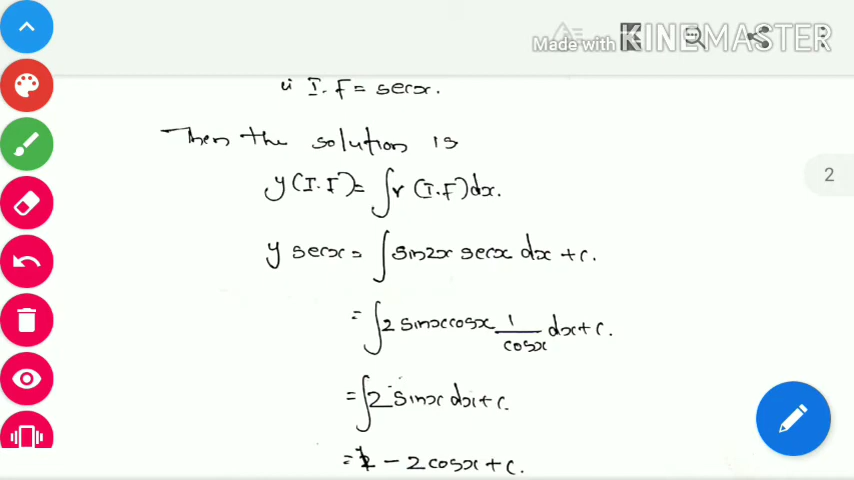 Made with KINEMASTER
ii I.F = secx.
Then the solution is
y (I.F) = ∫ r (I.F) dx.
2
y secx = ∫ sin2x secx dx + c.
= ∫ 2 sinx cosx 1/cosx dx + c.
= ∫ 2 sinx dx + c.
= - 2 cosx + c.